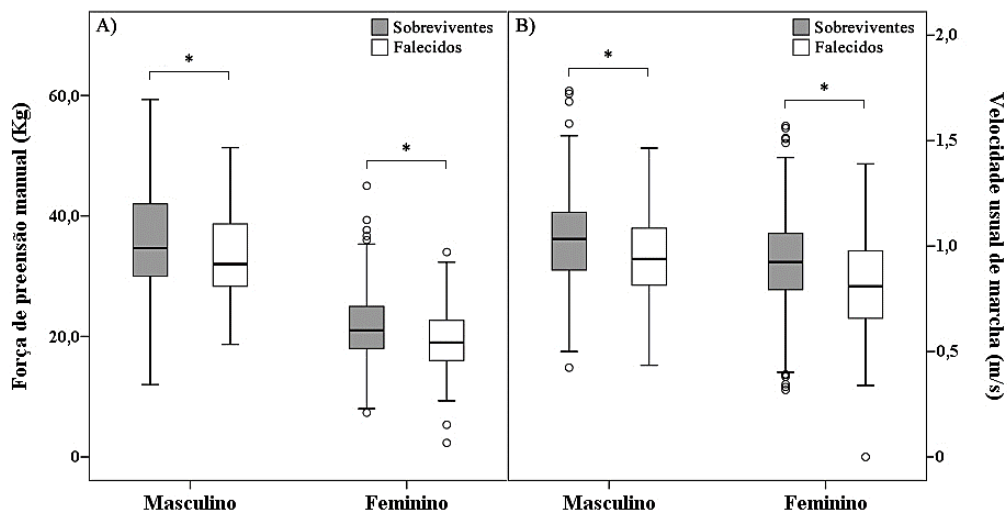 A)
Sobreviventes
Falecidos
*
*
60,0
40,0
20,0
0
Força de preensão manual (Kg)
Masculino
Feminino
B)
Sobreviventes
Falecidos
*
*
2,0
1,5
1,0
0,5
0
Velocidade usual de marcha (m/s)
Masculino
Feminino